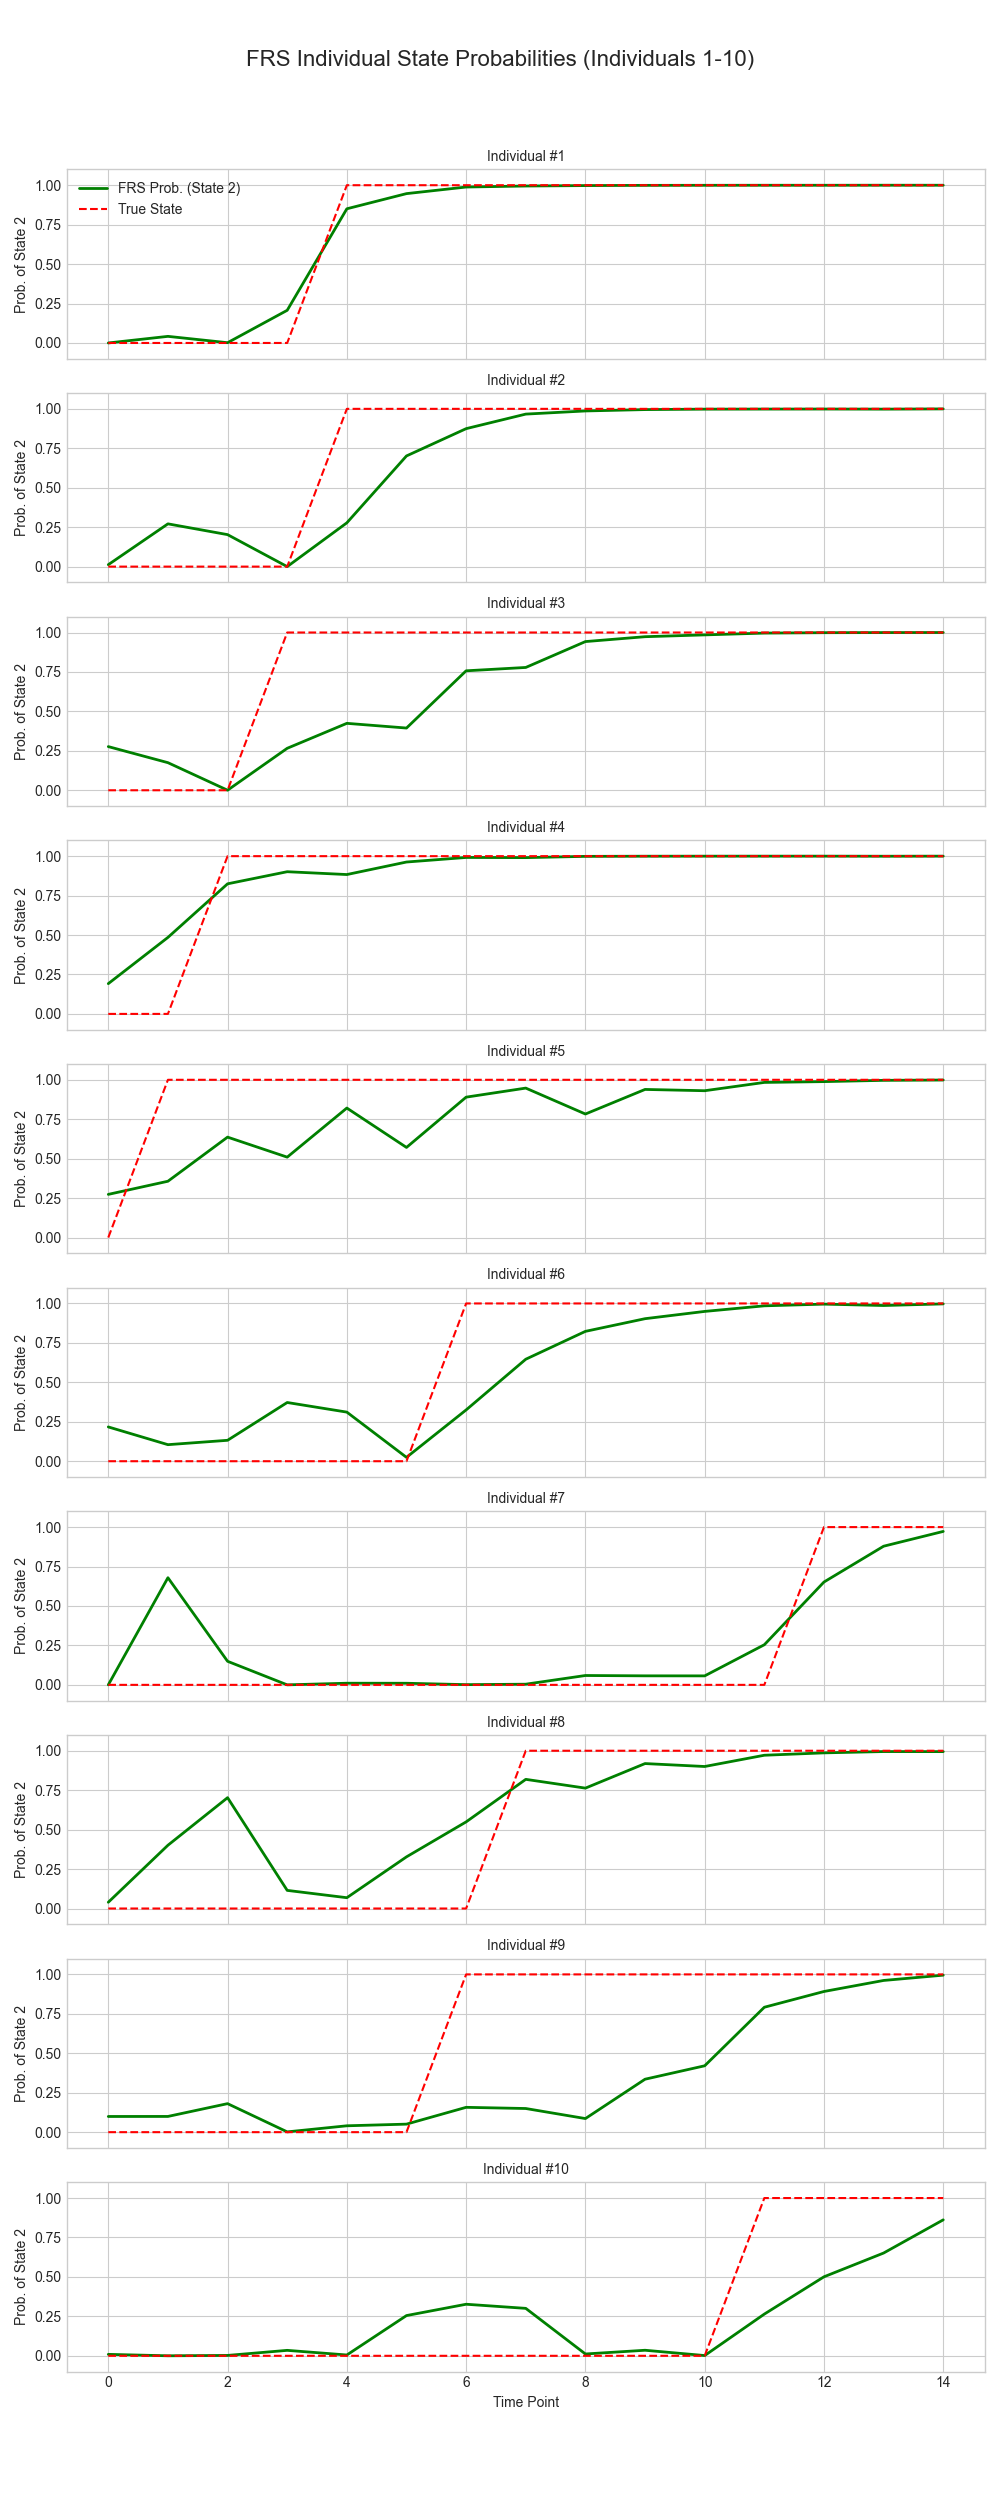 FRS Individual State Probabilities (Individuals 1-10)
Individual #1
FRS Prob. (State 2)
True State
Prob. of State 2
1.00
0.75
0.50
0.25
0.00
Individual #2
Prob. of State 2
1.00
0.75
0.50
0.25
0.00
Individual #3
Prob. of State 2
1.00
0.75
0.50
0.25
0.00
Individual #4
Prob. of State 2
1.00
0.75
0.50
0.25
0.00
Individual #5
Prob. of State 2
1.00
0.75
0.50
0.25
0.00
Individual #6
Prob. of State 2
1.00
0.75
0.50
0.25
0.00
Individual #7
Prob. of State 2
1.00
0.75
0.50
0.25
0.00
Individual #8
Prob. of State 2
1.00
0.75
0.50
0.25
0.00
Individual #9
Prob. of State 2
1.00
0.75
0.50
0.25
0.00
Individual #10
Prob. of State 2
1.00
0.75
0.50
0.25
0.00
0 2 4 6 8 10 12 14
Time Point